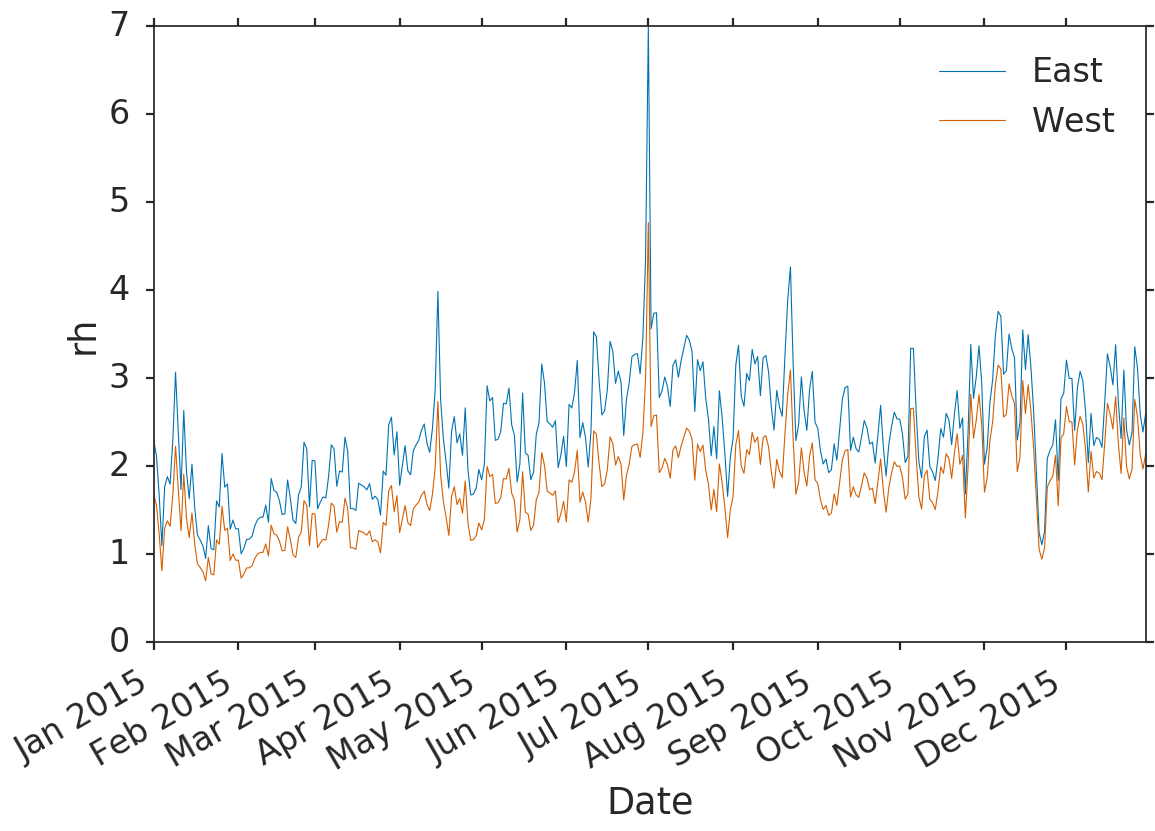 7
6
5
4
3
2
1
0
rh
East
West
Jan 2015
Feb 2015
Mar 2015
Apr 2015
May 2015
Jun 2015
Jul 2015
Aug 2015
Sep 2015
Oct 2015
Nov 2015
Dec 2015
Date